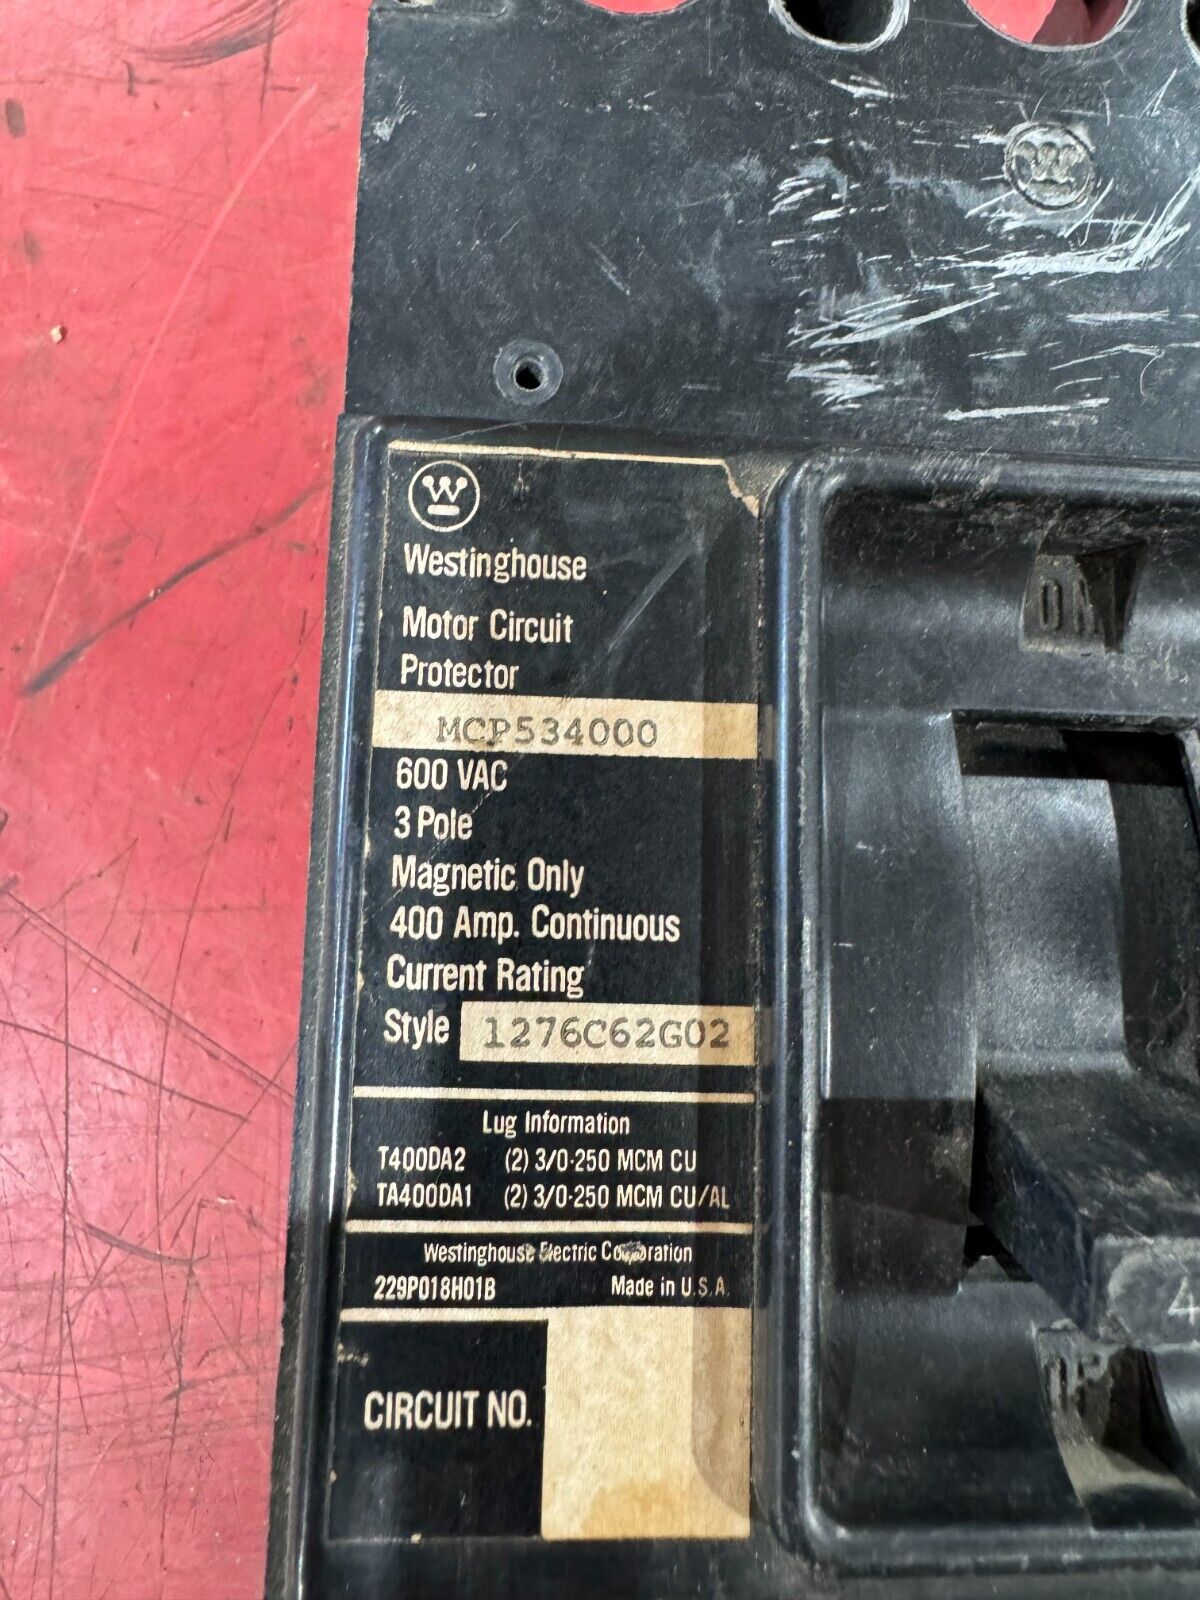 W
W
Westinghouse
Motor Circuit
Protector
MCP534000
600 VAC
3 Pole
Magnetic Only
400 Amp. Continuous
Current Rating
Style 1276C62G02
Lug Information
T400DA2 (2) 3/0-250 MCM CU
TA400DA1 (2) 3/0-250 MCM CU/AL
Westinghouse Electric Corporation
229P018H01B Made in U.S.A.
CIRCUIT NO.
ON
4